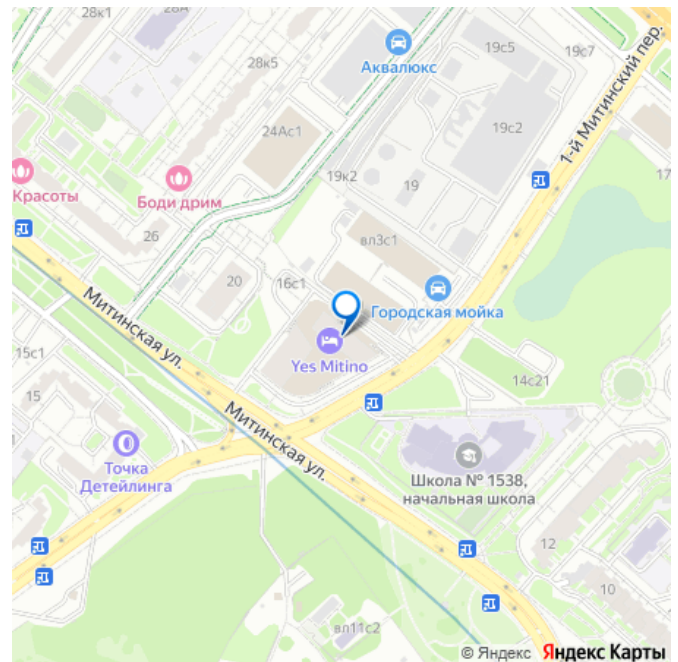 28к1
28А
28к5
Аквалюкс
19с5
19с7
1-й Митинский пер.
24Ас1
19с2
19к2
19
17
Красоты
Боди дрим
26
вл3с1
20
16с1
Городская мойка
Митинская ул.
Yes Mitino
15с1
15
14с21
Митинская ул.
Точка
Детейлинга
Школа № 1538,
начальная школа
12
10
вл11с2
© Яндекс Яндекс Карты